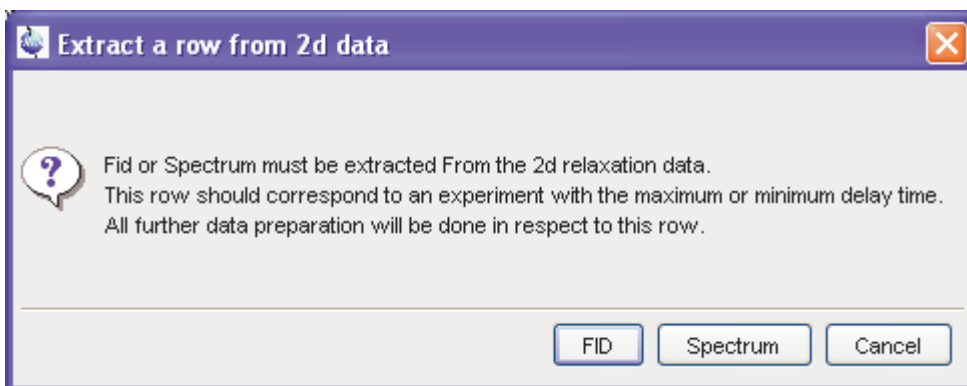 Extract a row from 2d data
Fid or Spectrum must be extracted From the 2d relaxation data.
This row should correspond to an experiment with the maximum or minimum delay time.
All further data preparation will be done in respect to this row.
FID Spectrum Cancel